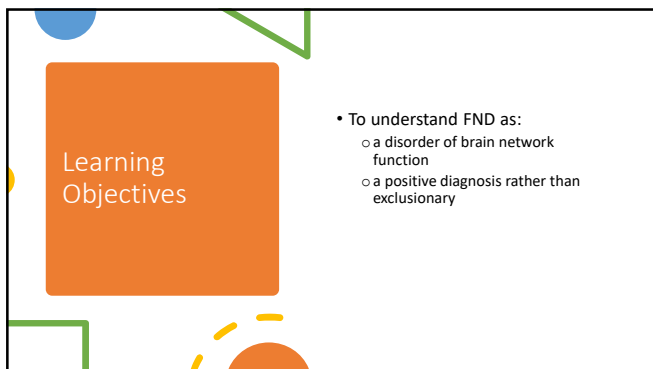 Learning
Objectives
• To understand FND as:
o a disorder of brain network
function
o a positive diagnosis rather than
exclusionary